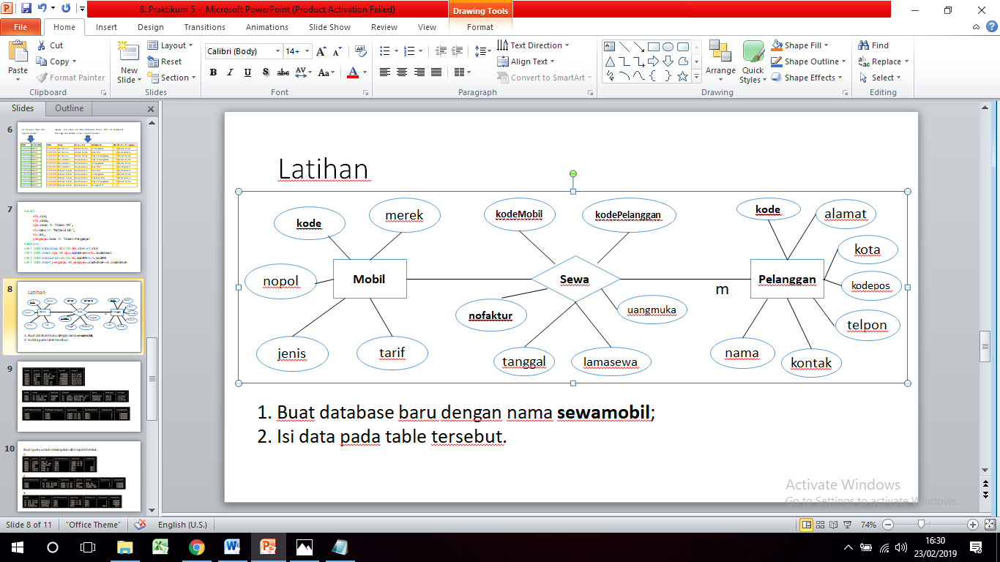 8. Praktikum 5 - Microsoft PowerPoint (Product Activation Failed)
Drawing Tools
File Home Insert Design Transitions Animations Slide Show Review View Format
Paste
Cut
Copy
Format Painter
Clipboard
New Slide
Layout
Reset
Section
Slides
Calibri (Body) 14+
B I U S abc AV Aa A
Font
Text Direction
Align Text
Convert to SmartArt
Paragraph
Arrange
Quick Styles
Shape Fill
Shape Outline
Shape Effects
Drawing
Find
Replace
Select
Editing
Slides Outline
6
7
8
9
10
Latihan
kode
merek
nopol
Mobil
jenis
tarif
kodeMobil
kodePelanggan
Sewa
nofaktur
uangmuka
tanggal
lamasewa
m
kode
alamat
kota
Pelanggan
kodepos
telpon
nama
kontak
1. Buat database baru dengan nama sewamobil;
2. Isi data pada table tersebut.
Activate Windows
Go to Settings to activate Windows.
Slide 8 of 11 "Office Theme" English (U.S.) 74%
16:30
23/02/2019